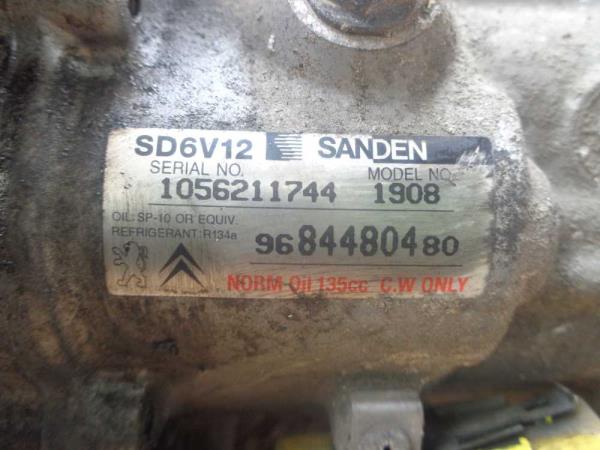 SD6V12 SANDEN
SERIAL NO. MODEL NO.
1056211744 1908
OIL: SP-10 OR EQUIV.
REFRIGERANT: R134a
9684480480
NORM Oil 135cc C.W ONLY